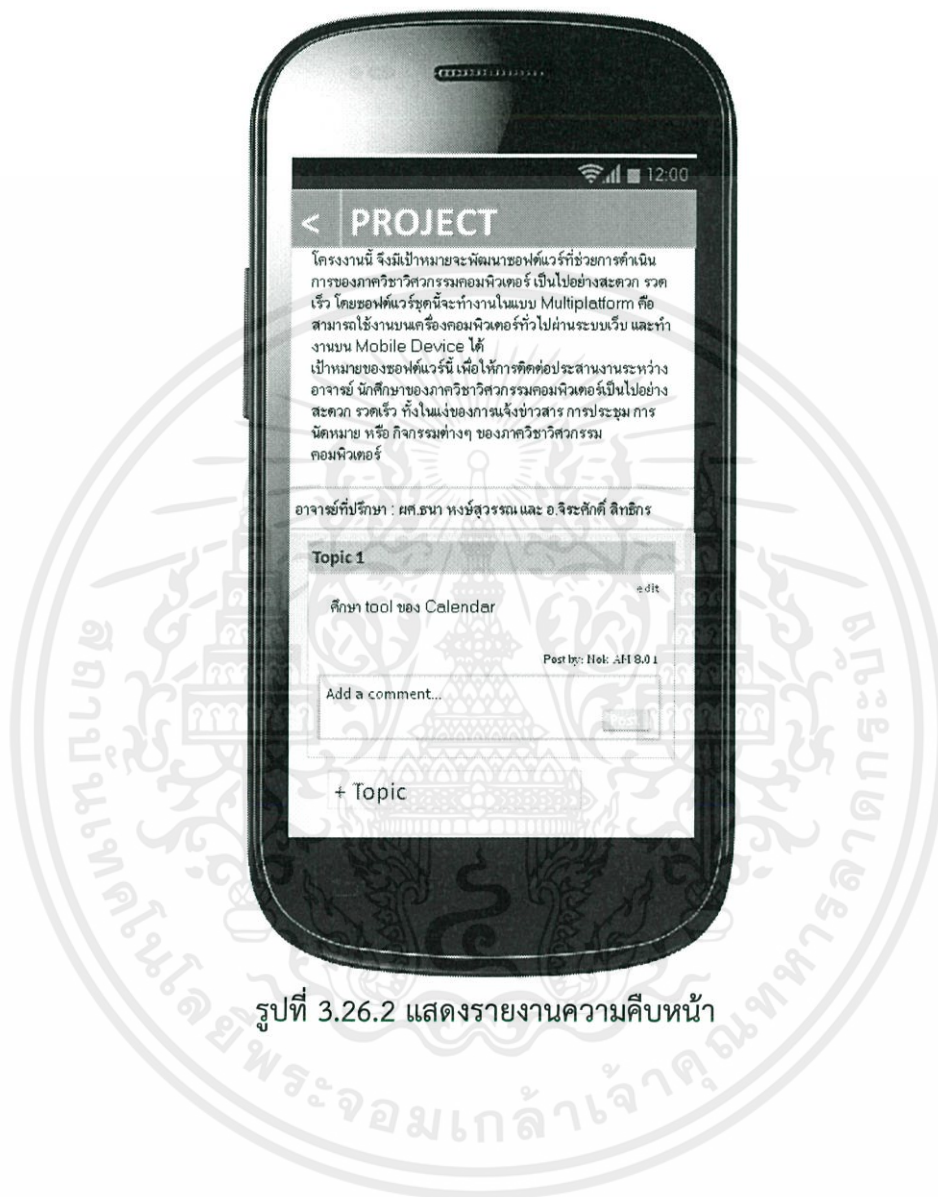 12:00
< PROJECT
โครงงานนี้ จึงมีเป้าหมายจะพัฒนาซอฟต์แวร์ที่ช่วยการดำเนิน
การของภาควิชาวิศวกรรมคอมพิวเตอร์ เป็นไปอย่างสะดวก รวด
เร็ว โดยซอฟต์แวร์ชุดนี้จะทำงานในแบบ Multiplatform คือ
สามารถใช้งานบนเครื่องคอมพิวเตอร์ทั่วไปผ่านระบบเว็บ และทำ
งานบน Mobile Device ได้
เป้าหมายของซอฟต์แวร์นี้ เพื่อให้การติดต่อประสานงานระหว่าง
อาจารย์ นักศึกษาของภาควิชาวิศวกรรมคอมพิวเตอร์เป็นไปอย่าง
สะดวก รวดเร็ว ทั้งในแง่ของการแจ้งข่าวสาร การประชุม การ
นัดหมาย หรือ กิจกรรมต่างๆ ของภาควิชาวิศวกรรม
คอมพิวเตอร์
อาจารย์ที่ปรึกษา : ผศ.ธนา หงษ์สุวรรณ และ อ.จิระศักดิ์ สิทธิกร
Topic 1
edit
ศึกษา tool ของ Calendar
Post by: Nok AM 8.01
Add a comment...
Post
+ Topic
รูปที่ 3.26.2 แสดงรายงานความคืบหน้า
สถาบันเทคโนโลยีพระจอมเกล้าเจ้าคุณทหารลาดกระบัง